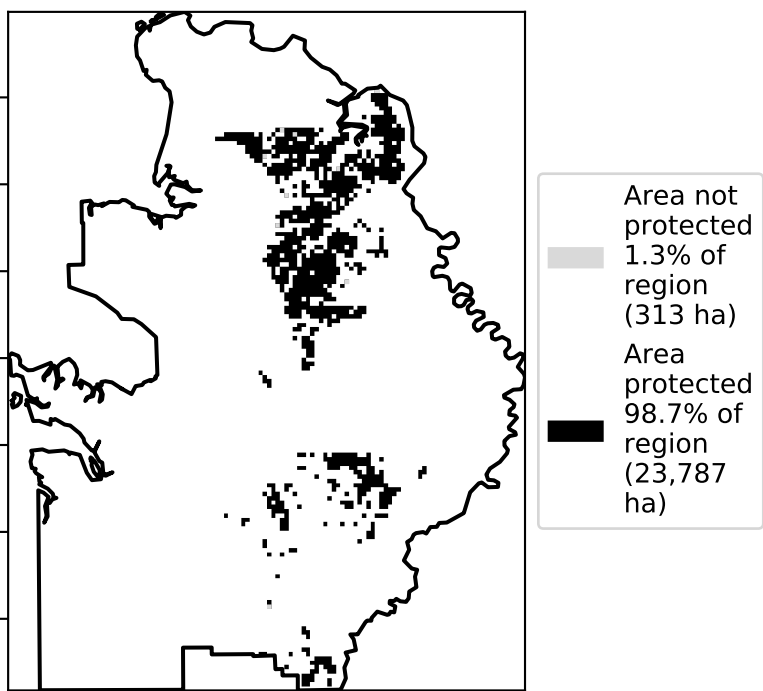 Area not
protected
1.3% of
region
(313 ha)
Area
protected
98.7% of
region
(23,787
ha)